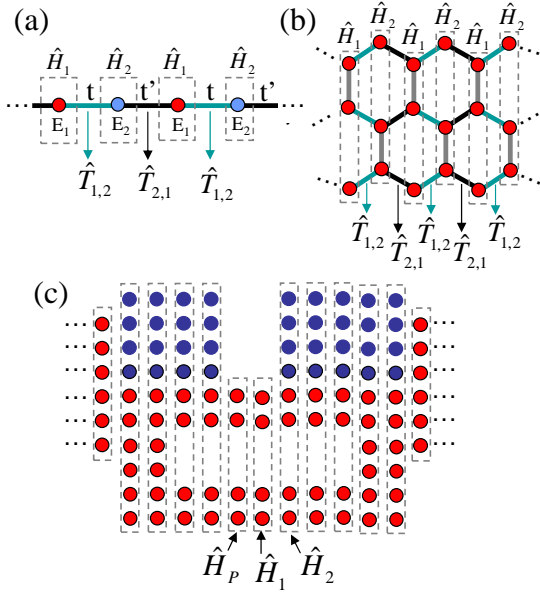 (a)
Ĥ₁ Ĥ₂ Ĥ₁ Ĥ₂
t t' t t'
... E₁ E₂ E₁ E₂ ...
T̂₁,₂ T̂₂,₁ T̂₁,₂
(b)
Ĥ₁ Ĥ₂ Ĥ₁ Ĥ₂ Ĥ₁ Ĥ₂
T̂₁,₂ T̂₂,₁ T̂₁,₂ T̂₂,₁ T̂₁,₂
(c)
Ĥ_P Ĥ₁ Ĥ₂